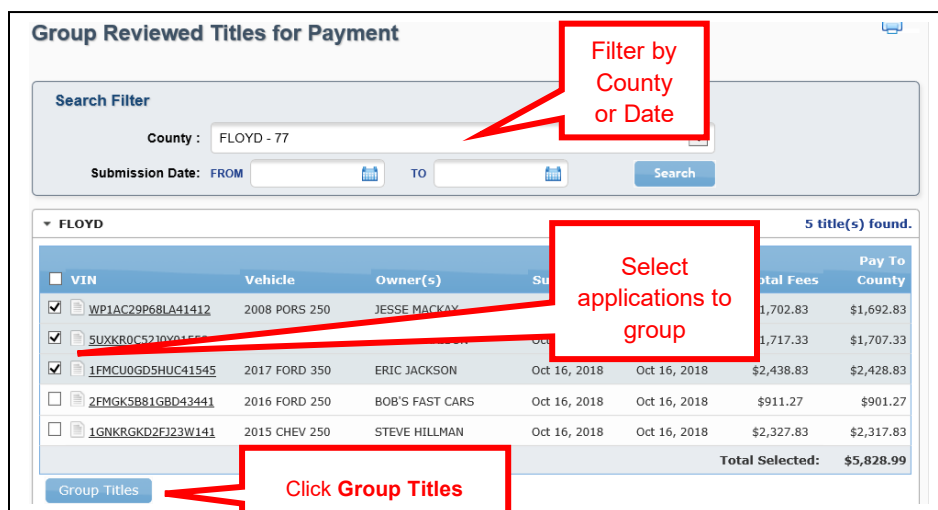 Group Reviewed Titles for Payment
Filter by
County
or Date
Search Filter
County : FLOYD - 77
Submission Date: FROM TO Search
FLOYD 5 title(s) found.
Select
applications to
group
VIN Vehicle Owner(s) Fees Pay To County
WP1AC29P68LA41412 2008 PORS 250 JESSE MACKAY $1,692.83
$1,707.33
1FMCU0GD5HUC41545 2017 FORD 350 ERIC JACKSON Oct 16, 2018 Oct 16, 2018 $2,438.83 $2,428.83
2FMGK5B81GBD43441 2016 FORD 250 BOB'S FAST CARS Oct 16, 2018 Oct 16, 2018 $911.27 $901.27
1GNKRGKD2FJ23W141 2015 CHEV 250 STEVE HILLMAN Oct 16, 2018 Oct 16, 2018 $2,327.83 $2,317.83
Total Selected: $5,828.99
Group Titles
Click Group Titles